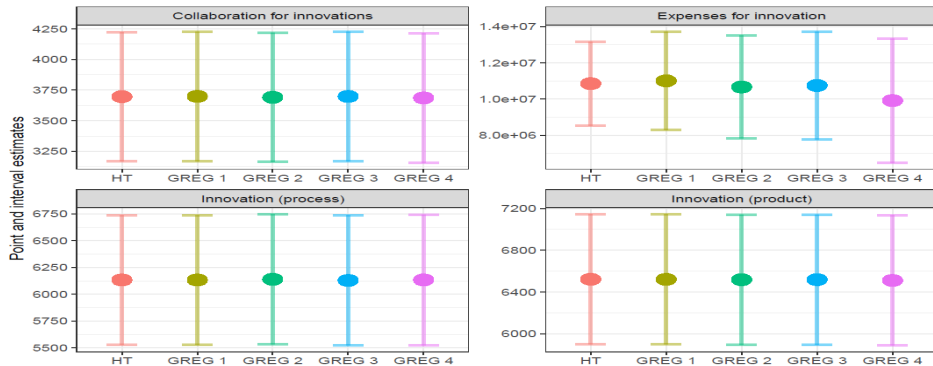 Collaboration for innovations
Expenses for innovation
Point and interval estimates
4250
4000
3750
3500
3250
HT GREG 1 GREG 2 GREG 3 GREG 4
1.4e+07
1.2e+07
1.0e+07
8.0e+06
HT GREG 1 GREG 2 GREG 3 GREG 4
Innovation (process)
Innovation (product)
6750
6500
6250
6000
5750
5500
HT GREG 1 GREG 2 GREG 3 GREG 4
7200
6800
6400
6000
HT GREG 1 GREG 2 GREG 3 GREG 4